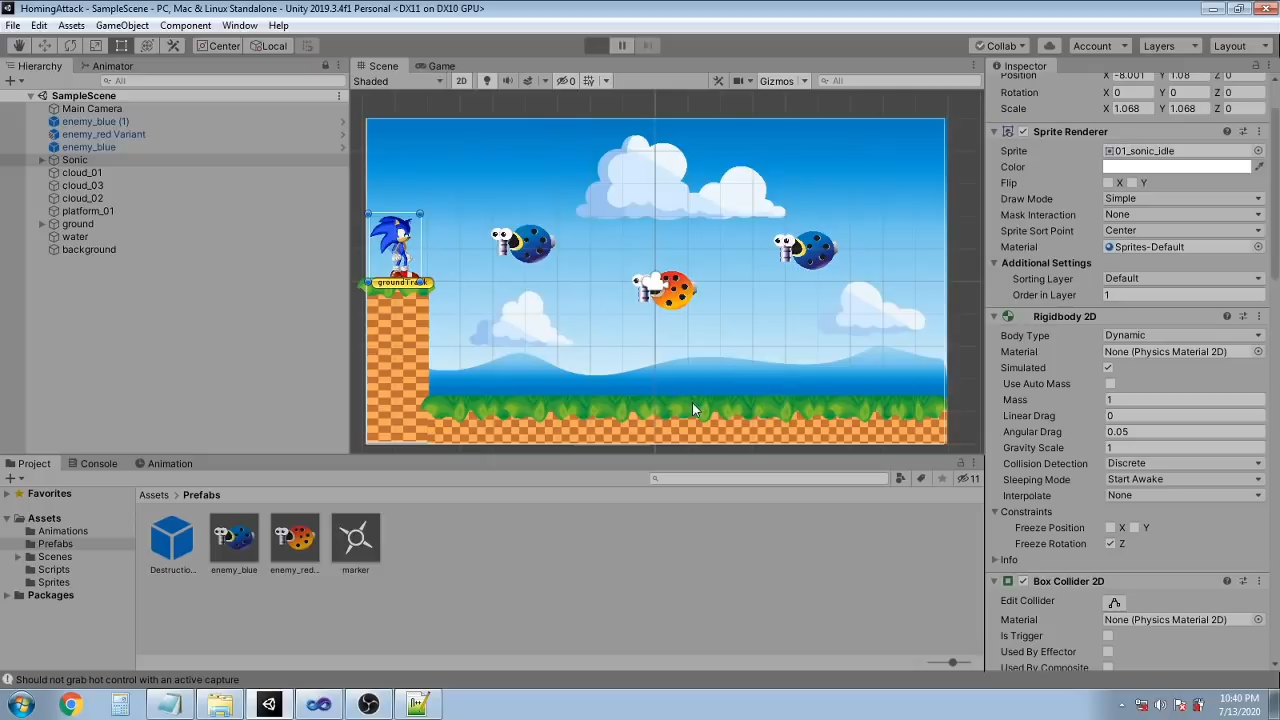 HomingAttack - SampleScene - PC, Mac & Linux Standalone - Unity 2019.3.4f1 Personal <DX11 on DX10 GPU>
File Edit Assets GameObject Component Window Help
Center Local Collab Account Layers Layout
Hierarchy Animator
All
SampleScene
Main Camera
enemy_blue (1)
enemy_red Variant
enemy_blue
Sonic
cloud_01
cloud_03
cloud_02
platform_01
ground
water
background
Scene Game
Shaded 2D 0 Gizmos All
Inspector
Position X -8.001 Y 1.08 Z 0
Rotation X 0 Y 0 Z 0
Scale X 1.068 Y 1.068 Z 0
Sprite Renderer
Sprite 01_sonic_idle
Color
Flip X Y
Draw Mode Simple
Mask Interaction None
Sprite Sort Point Center
Material Sprites-Default
Additional Settings
Sorting Layer Default
Order in Layer 1
Rigidbody 2D
Body Type Dynamic
Material None (Physics Material 2D)
Simulated
Use Auto Mass
Mass 1
Linear Drag 0
Angular Drag 0.05
Gravity Scale 1
Collision Detection Discrete
Sleeping Mode Start Awake
Interpolate None
Constraints
Freeze Position X Y
Freeze Rotation Z
Info
Box Collider 2D
Edit Collider
Material None (Physics Material 2D)
Is Trigger
Used By Effector
Used By Composite
Project Console Animation
11
Favorites
Assets
Animations
Prefabs
Scenes
Scripts
Sprites
Packages
Assets > Prefabs
Destructio... enemy_blue enemy_red... marker
Should not grab hot control with an active capture
10:40 PM
7/13/2020